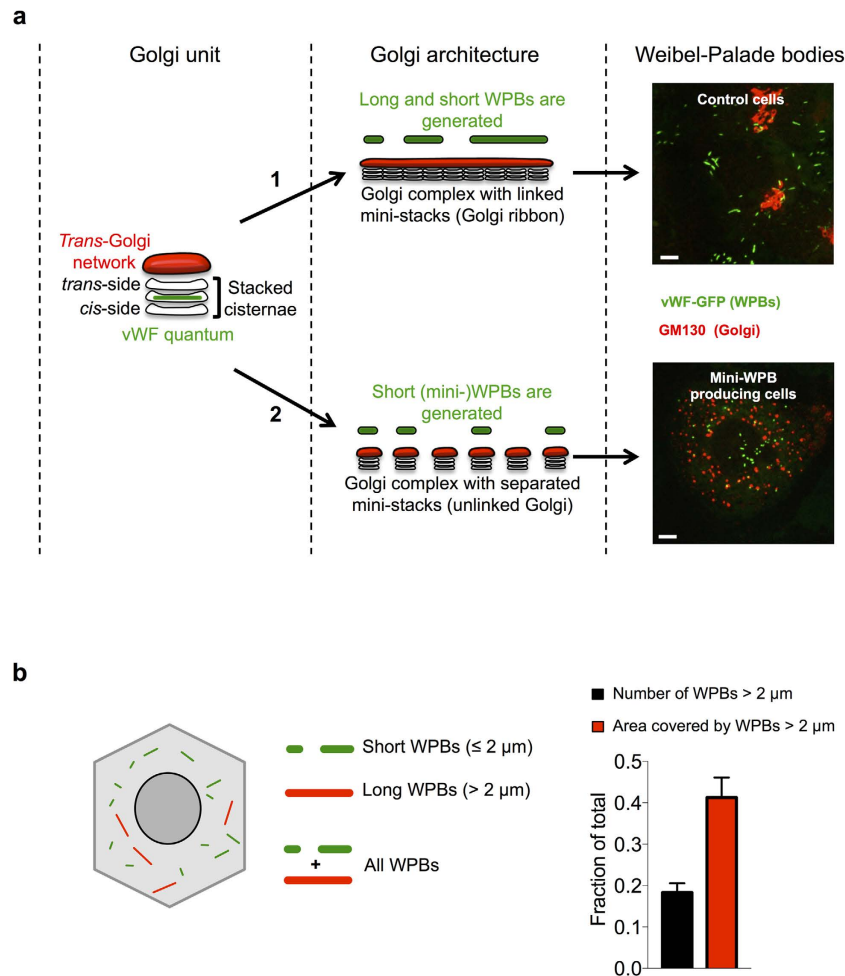 a
Golgi unit
Golgi architecture
Weibel-Palade bodies
Long and short WPBs are
generated
1
Golgi complex with linked
mini-stacks (Golgi ribbon)
Control cells
Trans-Golgi
network
trans-side
cis-side
Stacked
cisternae
vWF quantum
vWF-GFP (WPBs)
GM130 (Golgi)
2
Short (mini-)WPBs are
generated
Golgi complex with separated
mini-stacks (unlinked Golgi)
Mini-WPB
producing cells
b
Short WPBs (≤ 2 µm)
Long WPBs (> 2 µm)
+
All WPBs
Number of WPBs > 2 µm
Area covered by WPBs > 2 µm
Fraction of total
0.5
0.4
0.3
0.2
0.1
0.0